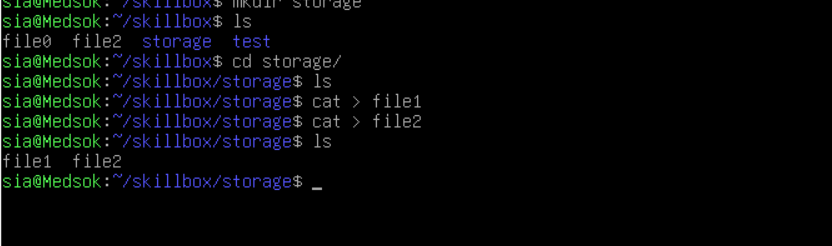 sia@Medsok:~/skillbox$ mkdir storage
sia@Medsok:~/skillbox$ ls
file0  file2  storage  test
sia@Medsok:~/skillbox$ cd storage/
sia@Medsok:~/skillbox/storage$ ls
sia@Medsok:~/skillbox/storage$ cat > file1
sia@Medsok:~/skillbox/storage$ cat > file2
sia@Medsok:~/skillbox/storage$ ls
file1  file2
sia@Medsok:~/skillbox/storage$ _